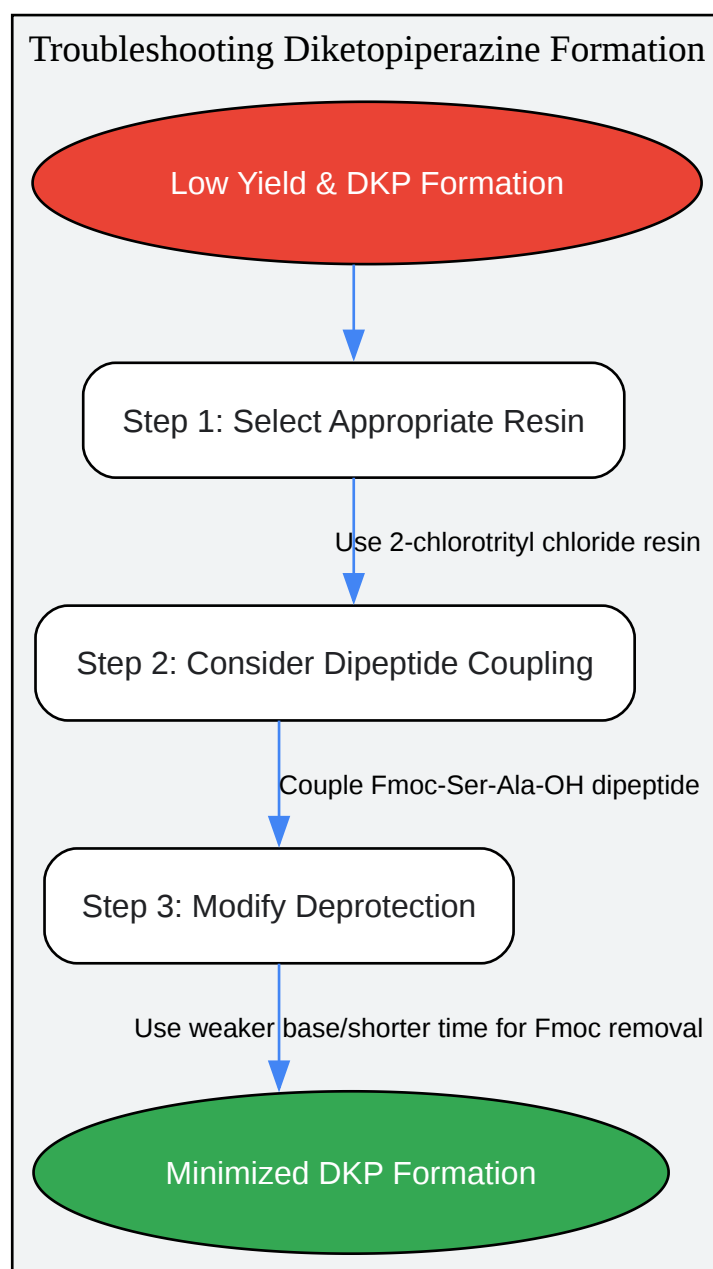 Troubleshooting Diketopiperazine Formation
Low Yield & DKP Formation
Step 1: Select Appropriate Resin
Use 2-chlorotrityl chloride resin
Step 2: Consider Dipeptide Coupling
Couple Fmoc-Ser-Ala-OH dipeptide
Step 3: Modify Deprotection
Use weaker base/shorter time for Fmoc removal
Minimized DKP Formation